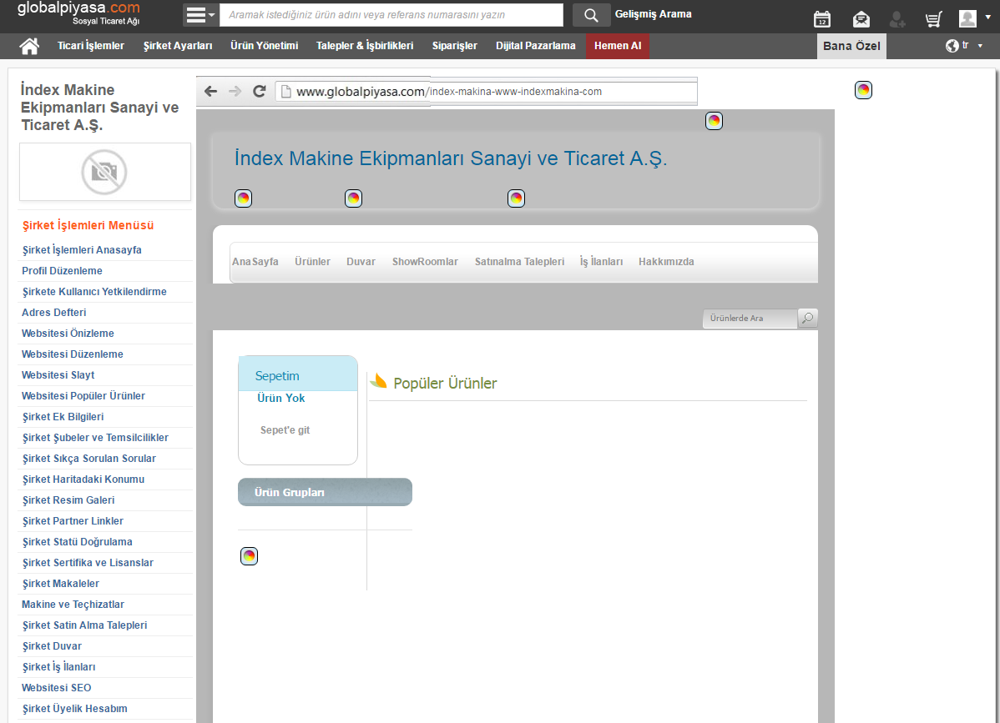 globalpiyasa.com
Sosyal Ticaret Ağı
Aramak istediğiniz ürün adını veya referans numarasını yazın
Gelişmiş Arama
12
Ticari İşlemler Şirket Ayarları Ürün Yönetimi Talepler & İşbirlikleri Siparişler Dijital Pazarlama Hemen Al Bana Özel tr
İndex Makine
Ekipmanları Sanayi ve
Ticaret A.Ş.
Şirket İşlemleri Menüsü
Şirket İşlemleri Anasayfa
Profil Düzenleme
Şirkete Kullanıcı Yetkilendirme
Adres Defteri
Websitesi Önizleme
Websitesi Düzenleme
Websitesi Slayt
Websitesi Popüler Ürünler
Şirket Ek Bilgileri
Şirket Şubeler ve Temsilcilikler
Şirket Sıkça Sorulan Sorular
Şirket Haritadaki Konumu
Şirket Resim Galeri
Şirket Partner Linkler
Şirket Statü Doğrulama
Şirket Sertifika ve Lisanslar
Şirket Makaleler
Makine ve Teçhizatlar
Şirket Satin Alma Talepleri
Şirket Duvar
Şirket İş İlanları
Websitesi SEO
Şirket Üyelik Hesabım
www.globalpiyasa.com/index-makina-www-indexmakina-com
İndex Makine Ekipmanları Sanayi ve Ticaret A.Ş.
AnaSayfa Ürünler Duvar ShowRoomlar Satınalma Talepleri İş İlanları Hakkımızda
Ürünlerde Ara
Sepetim
Ürün Yok
Sepet'e git
Ürün Grupları
Popüler Ürünler